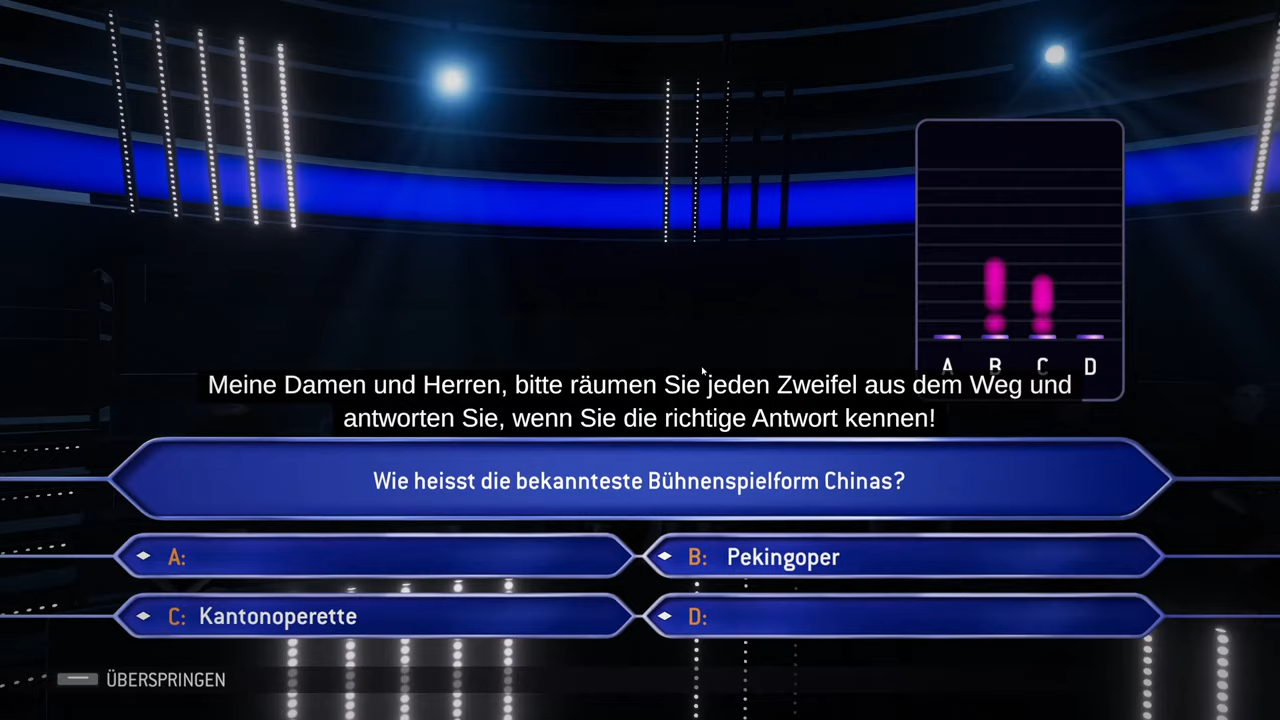 A B C D
Meine Damen und Herren, bitte räumen Sie jeden Zweifel aus dem Weg und
antworten Sie, wenn Sie die richtige Antwort kennen!
Wie heisst die bekannteste Bühnenspielform Chinas?
A:
B: Pekingoper
C: Kantonoperette
D:
ÜBERSPRINGEN